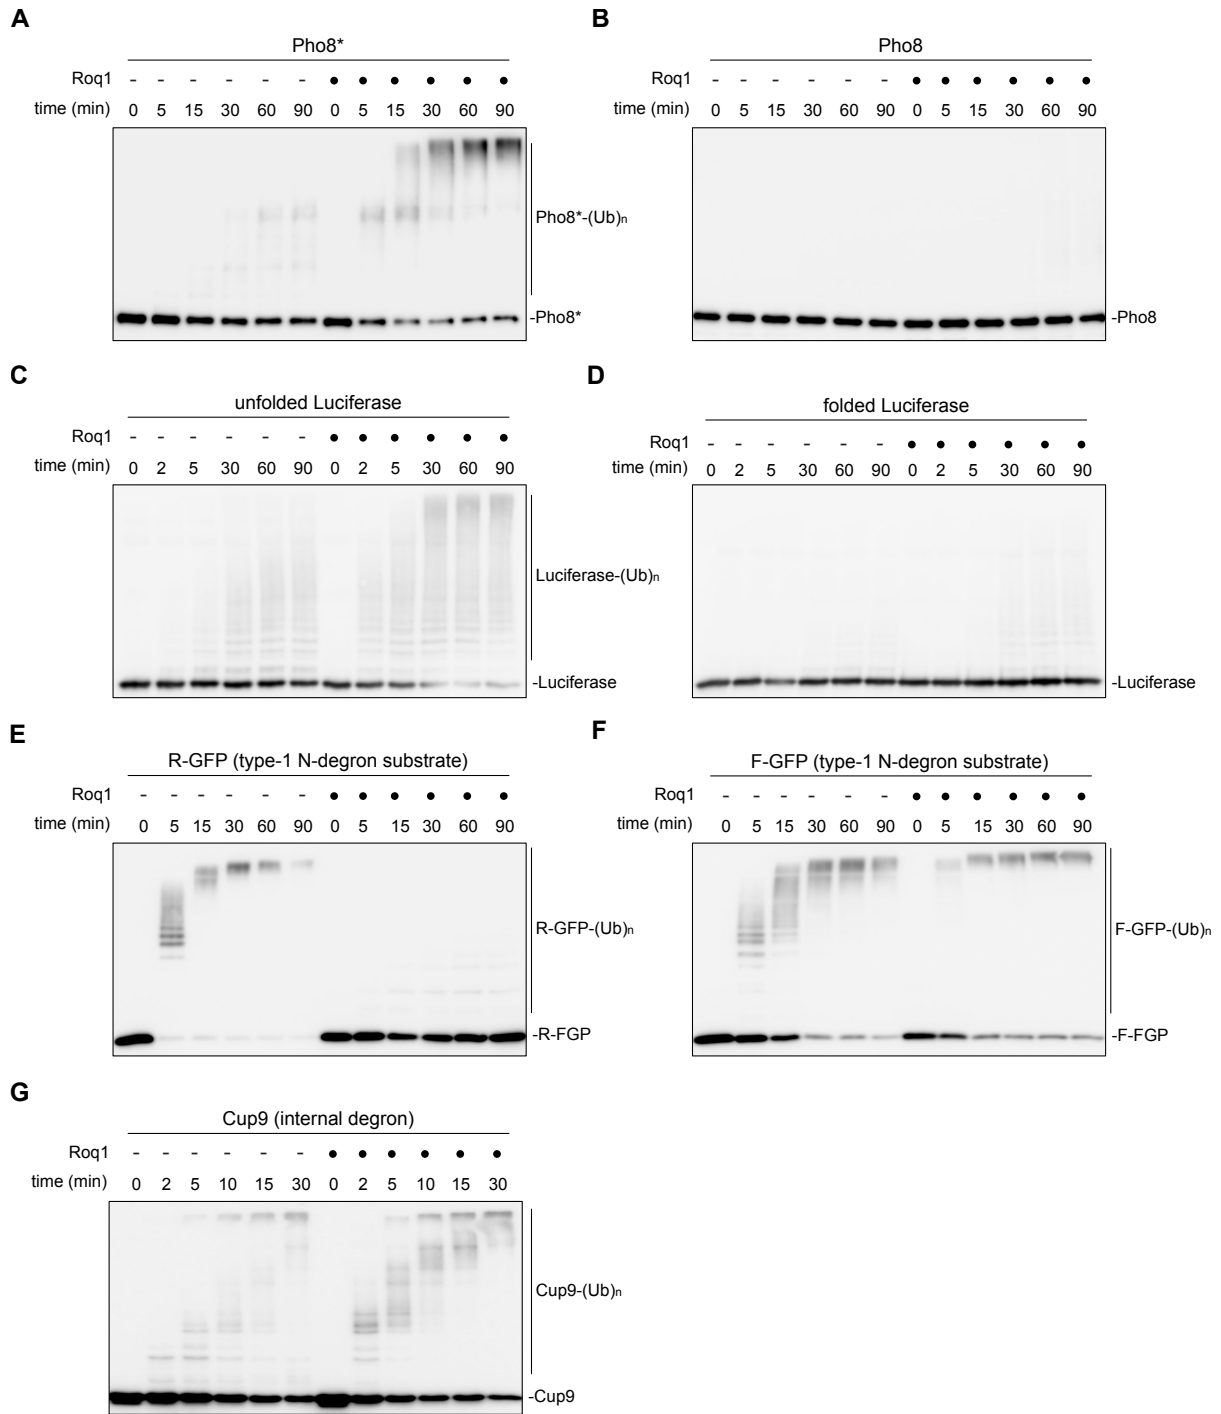 A
Pho8*
Roq1 - - - - - - ● ● ● ● ● ●
time (min) 0 5 15 30 60 90 0 5 15 30 60 90
Pho8*-(Ub)n
-Pho8*
B
Pho8
Roq1 - - - - - - ● ● ● ● ● ●
time (min) 0 5 15 30 60 90 0 5 15 30 60 90
-Pho8
C
unfolded Luciferase
Roq1 - - - - - - ● ● ● ● ● ●
time (min) 0 2 5 30 60 90 0 2 5 30 60 90
Luciferase-(Ub)n
-Luciferase
D
folded Luciferase
Roq1 - - - - - - ● ● ● ● ● ●
time (min) 0 2 5 30 60 90 0 2 5 30 60 90
-Luciferase
E
R-GFP (type-1 N-degron substrate)
Roq1 - - - - - - ● ● ● ● ● ●
time (min) 0 5 15 30 60 90 0 5 15 30 60 90
R-GFP-(Ub)n
-R-FGP
F
F-GFP (type-1 N-degron substrate)
Roq1 - - - - - - ● ● ● ● ● ●
time (min) 0 5 15 30 60 90 0 5 15 30 60 90
F-GFP-(Ub)n
-F-FGP
G
Cup9 (internal degron)
Roq1 - - - - - - ● ● ● ● ● ●
time (min) 0 2 5 10 15 30 0 2 5 10 15 30
Cup9-(Ub)n
-Cup9